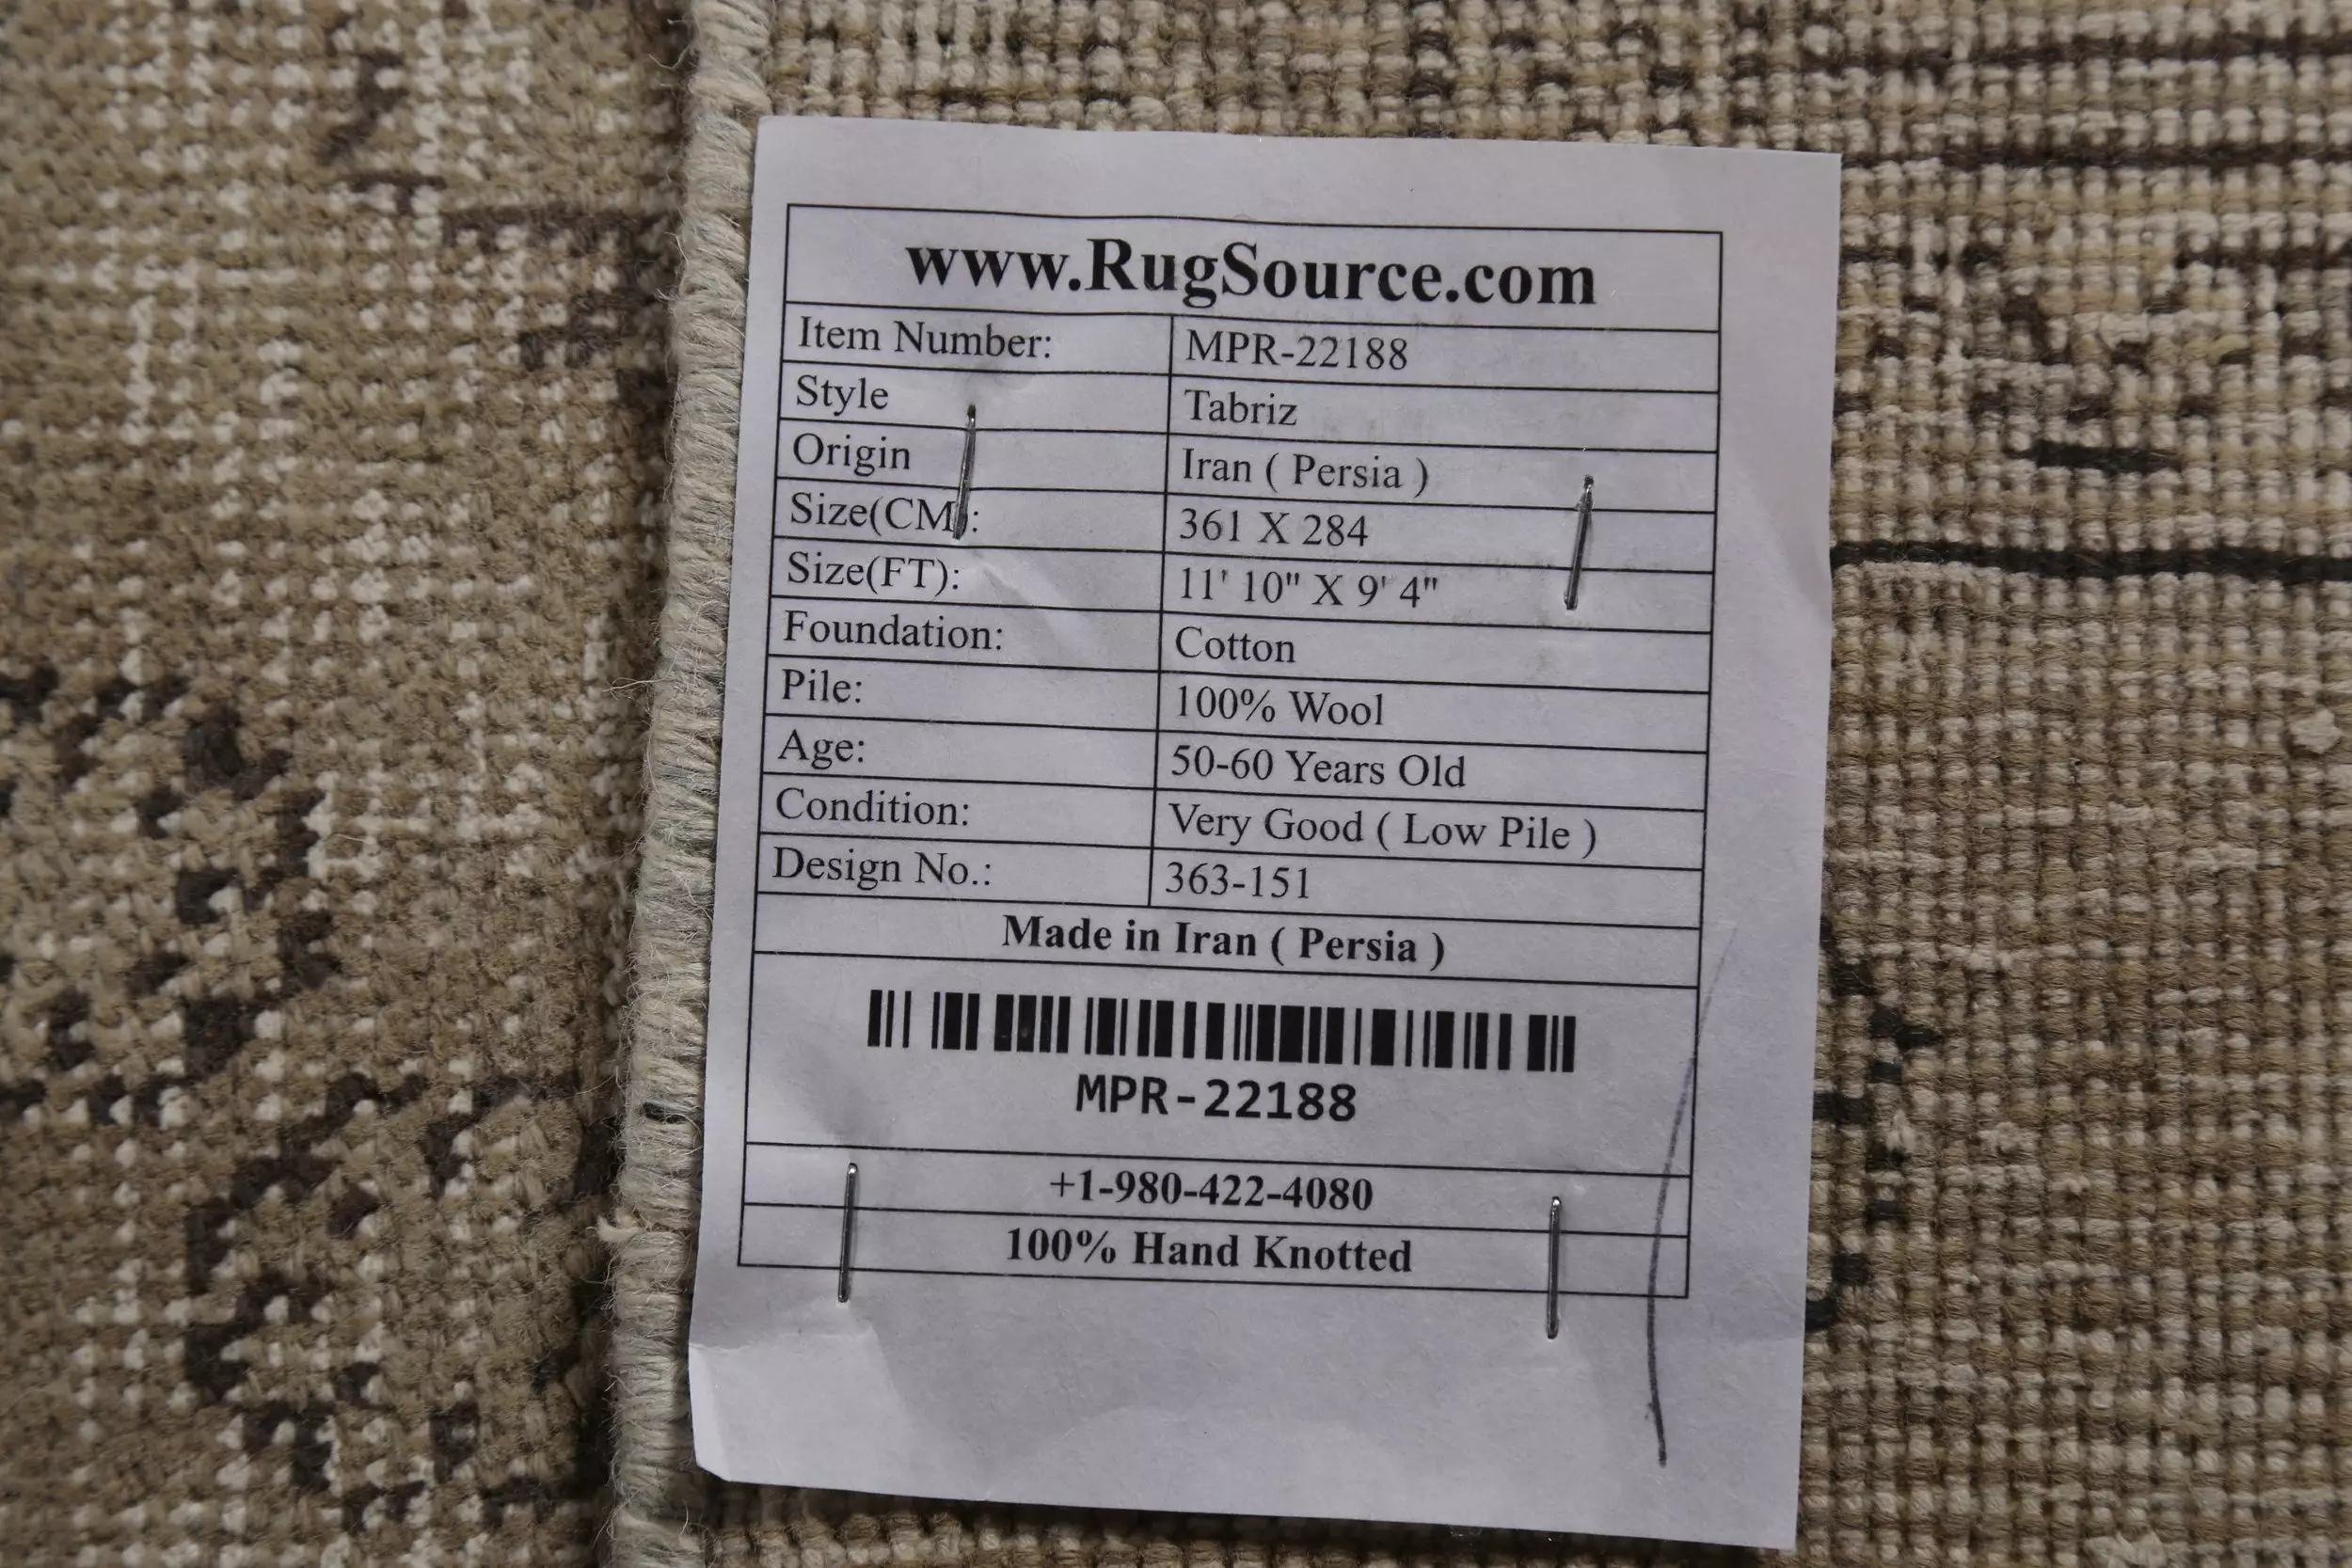 www.RugSource.com
Item Number: MPR-22188
Style Tabriz
Origin Iran ( Persia )
Size(CM): 361 X 284
Size(FT): 11' 10" X 9' 4"
Foundation: Cotton
Pile: 100% Wool
Age: 50-60 Years Old
Condition: Very Good ( Low Pile )
Design No.: 363-151
Made in Iran ( Persia )
MPR-22188
+1-980-422-4080
100% Hand Knotted